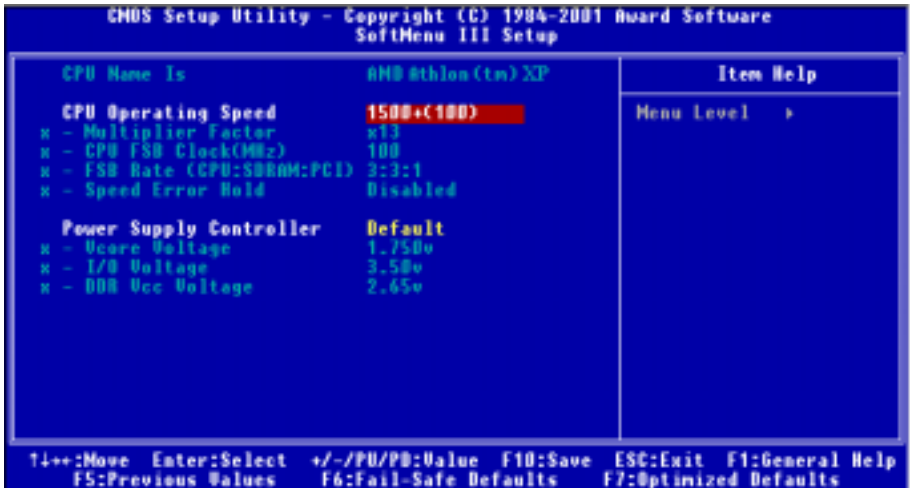 CMOS Setup Utility - Copyright (C) 1984-2001 Award Software
SoftMenu III Setup
CPU Name Is AMD Athlon(tm) XP
Item Help
CPU Operating Speed 1500+(100)
Menu Level ▸
x - Multiplier Factor x13
x - CPU FSB Clock(MHz) 100
x - FSB Rate (CPU:SDRAM:PCI) 3:3:1
x - Speed Error Hold Disabled
Power Supply Controller Default
x - Vcore Voltage 1.750v
x - I/O Voltage 3.50v
x - DDR Vcc Voltage 2.65v
↑↓→←:Move Enter:Select +/-/PU/PD:Value F10:Save ESC:Exit F1:General Help
F5:Previous Values F6:Fail-Safe Defaults F7:Optimized Defaults